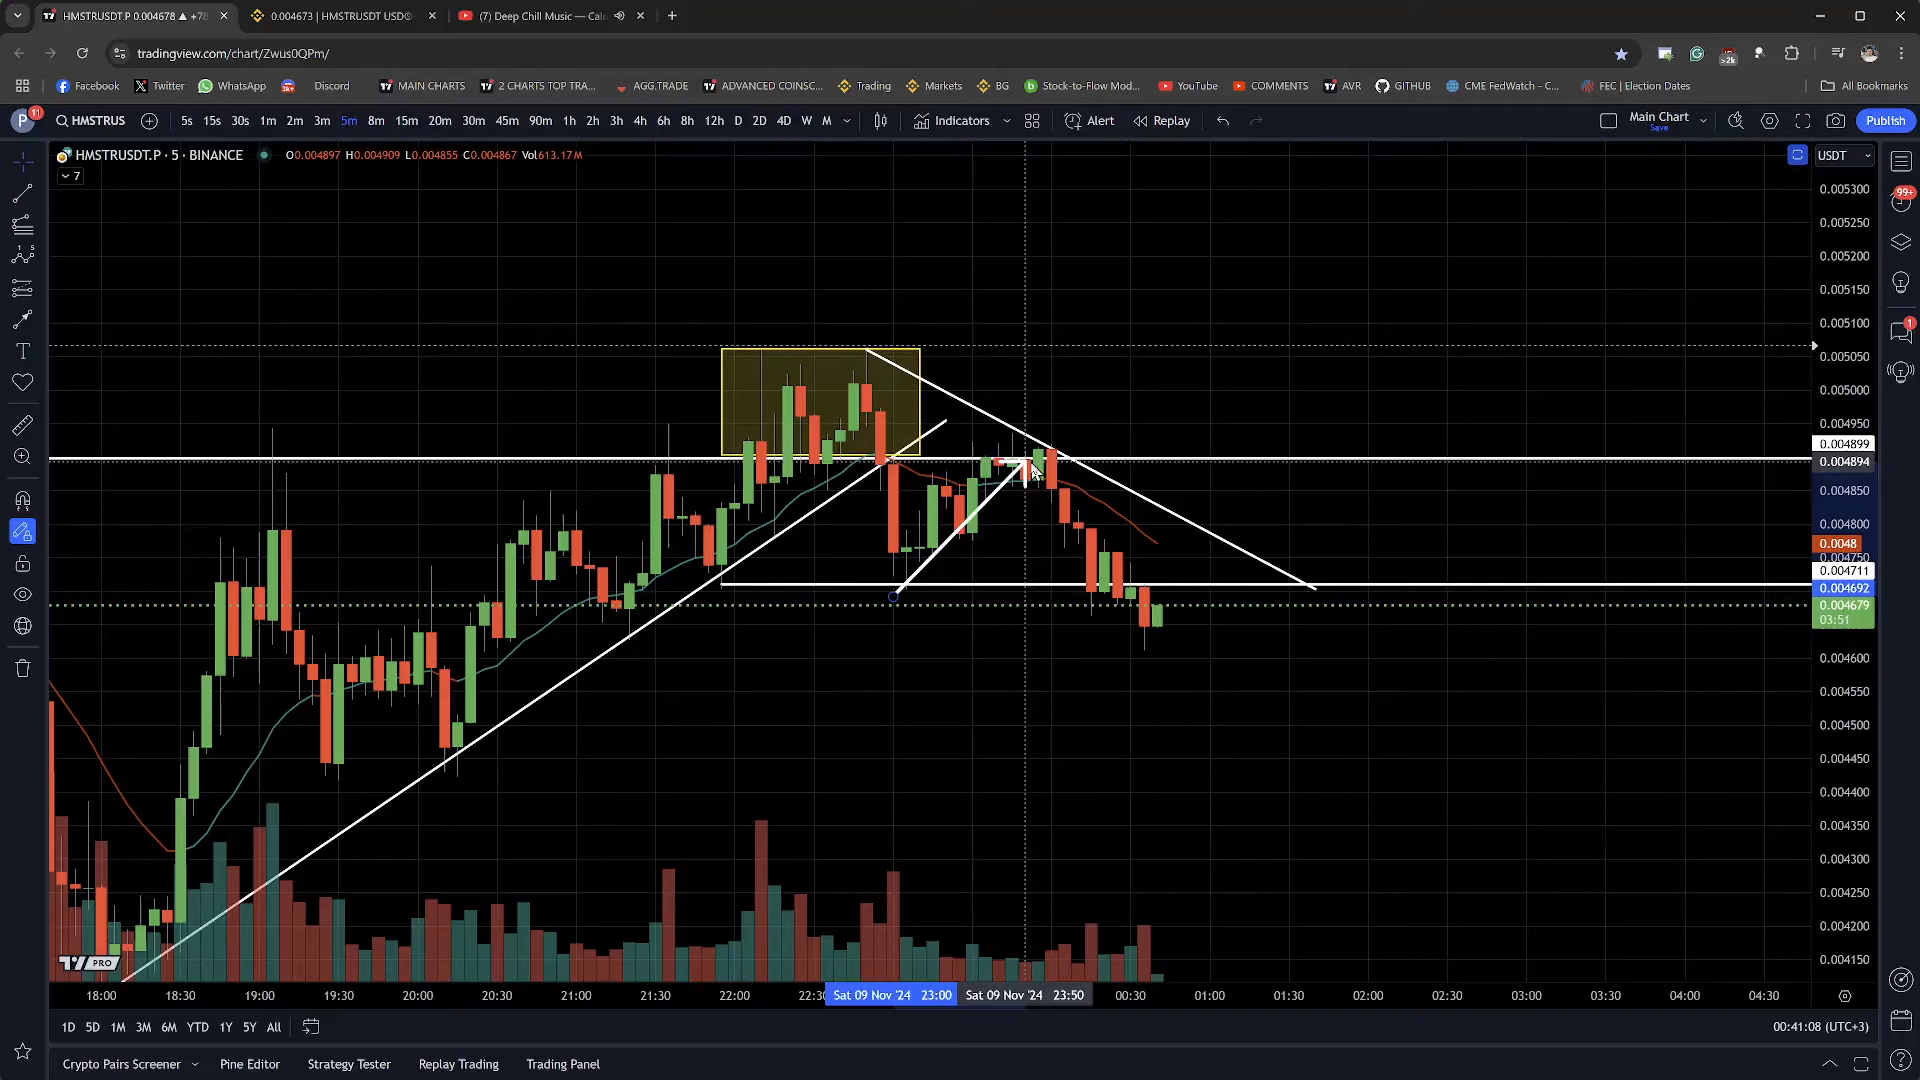 HMSTRUSDT.P 0.004678 ▲ +78
0.004673 | HMSTRUSDT USD
(7) Deep Chill Music — Cal
tradingview.com/chart/Zwus0QPm/
>2k
Facebook Twitter WhatsApp 3k+ Discord MAIN CHARTS 2 CHARTS TOP TRA... AGG.TRADE ADVANCED COINSC... Trading Markets BG Stock-to-Flow Mod... YouTube COMMENTS AVR GITHUB CME FedWatch - C... FEC | Election Dates All Bookmarks
P 11 HMSTRUS 5s 15s 30s 1m 2m 3m 5m 8m 15m 20m 30m 45m 90m 1h 2h 3h 4h 6h 8h 12h D 2D 4D W M Indicators Alert Replay Main Chart Publish
Save
HMSTRUSDT.P · 5 · BINANCE O0.004897 H0.004909 L0.004855 C0.004867 Vol613.17M
USDT
7
0.005300
99+
0.005250
0.005200
0.005150
0.005100
1
0.005050
0.005000
0.004950
0.004899
0.004894
0.004850
0.004800
0.0048
0.004750
0.004711
0.004692
0.004679
03:51
0.004600
0.004550
0.004500
0.004450
0.004400
0.004350
0.004300
0.004250
0.004200
0.004150
PRO
18:00 18:30 19:00 19:30 20:00 20:30 21:00 21:30 22:00 22:30 Sat 09 Nov '24 23:00 Sat 09 Nov '24 23:50 00:30 01:00 01:30 02:00 02:30 03:00 03:30 04:00 04:30
1D 5D 1M 3M 6M YTD 1Y 5Y All 00:41:08 (UTC+3)
Crypto Pairs Screener Pine Editor Strategy Tester Replay Trading Trading Panel